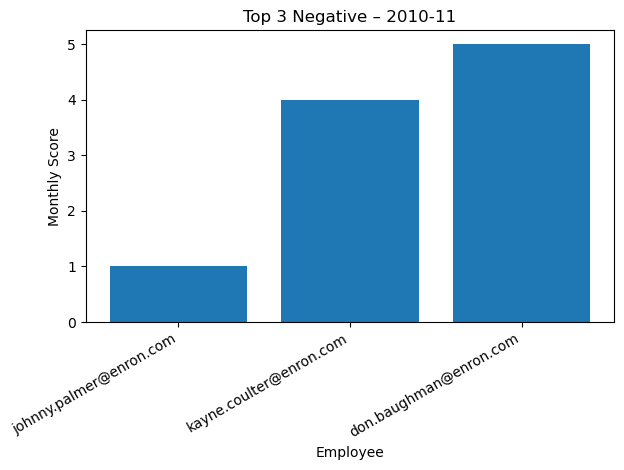 Top 3 Negative – 2010-11
Monthly Score
5
4
3
2
1
0
johnny.palmer@enron.com
kayne.coulter@enron.com
don.baughman@enron.com
Employee